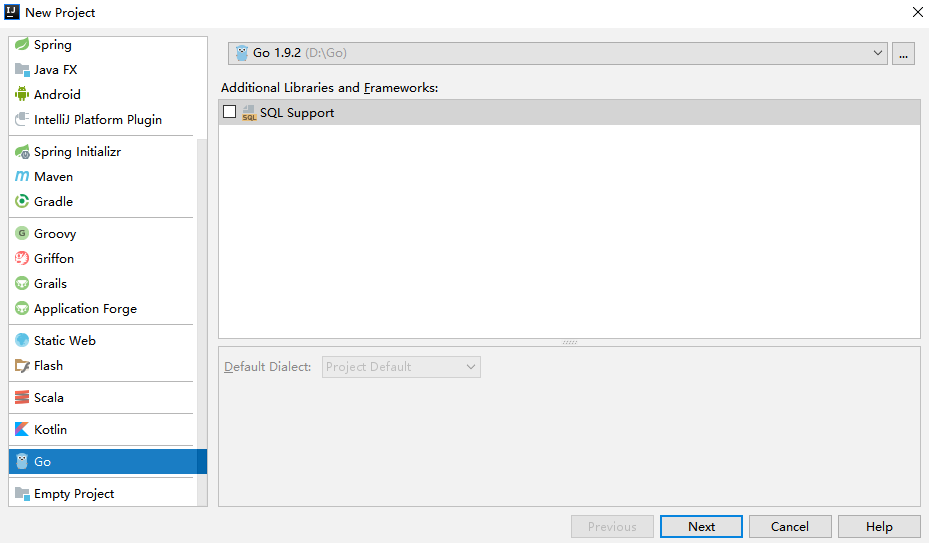 New Project
Spring
Java FX
Android
IntelliJ Platform Plugin
Spring Initializr
Maven
Gradle
Groovy
Griffon
Grails
Application Forge
Static Web
Flash
Scala
Kotlin
Go
Empty Project
Go 1.9.2 (D:\Go)
...
Additional Libraries and Frameworks:
SQL Support
Default Dialect: Project Default
Previous Next Cancel Help